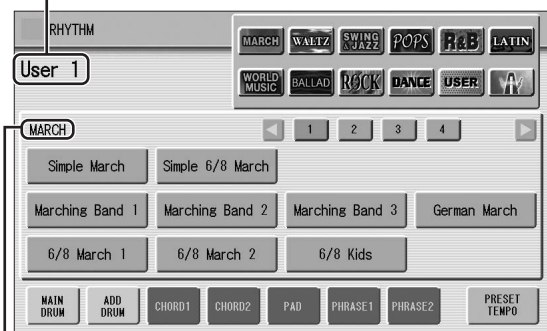 RHYTHM
MARCH WALTZ SWING & JAZZ POPS R&B LATIN
User 1
WORLD MUSIC BALLAD ROCK DANCE USER
MARCH 1 2 3 4
Simple March Simple 6/8 March
Marching Band 1 Marching Band 2 Marching Band 3 German March
6/8 March 1 6/8 March 2 6/8 Kids
MAIN DRUM ADD DRUM CHORD1 CHORD2 PAD PHRASE1 PHRASE2 PRESET TEMPO